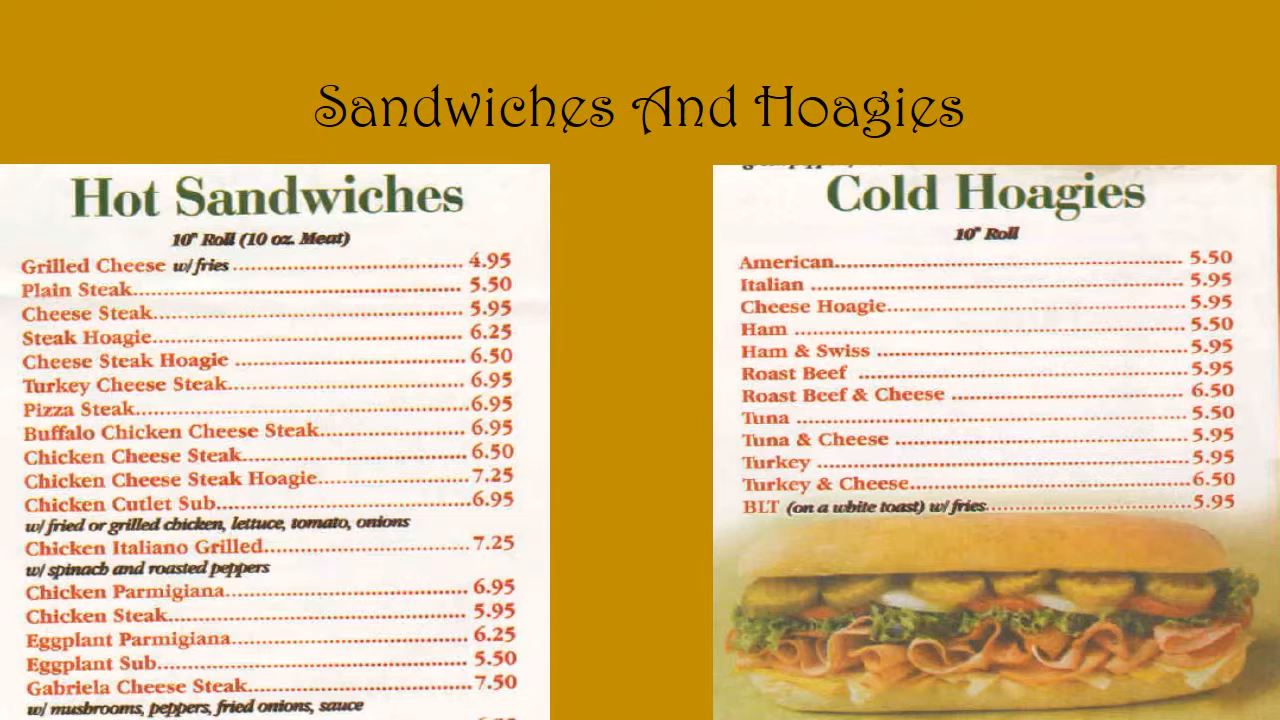 Sandwiches And Hoagies
Hot Sandwiches
10" Roll (10 oz. Meat)
Grilled Cheese w/fries 4.95
Plain Steak 5.50
Cheese Steak 5.95
Steak Hoagie 6.25
Cheese Steak Hoagie 6.50
Turkey Cheese Steak 6.95
Pizza Steak 6.95
Buffalo Chicken Cheese Steak 6.95
Chicken Cheese Steak 6.50
Chicken Cheese Steak Hoagie 7.25
Chicken Cutlet Sub 6.95
w/ fried or grilled chicken, lettuce, tomato, onions
Chicken Italiano Grilled 7.25
w/ spinach and roasted peppers
Chicken Parmigiana 6.95
Chicken Steak 5.95
Eggplant Parmigiana 6.25
Eggplant Sub 5.50
Gabriela Cheese Steak 7.50
w/ mushrooms, peppers, fried onions, sauce
Cold Hoagies
10" Roll
American 5.50
Italian 5.95
Cheese Hoagie 5.95
Ham 5.50
Ham & Swiss 5.95
Roast Beef 5.95
Roast Beef & Cheese 6.50
Tuna 5.50
Tuna & Cheese 5.95
Turkey 5.95
Turkey & Cheese 6.50
BLT (on a white toast) w/ fries 5.95